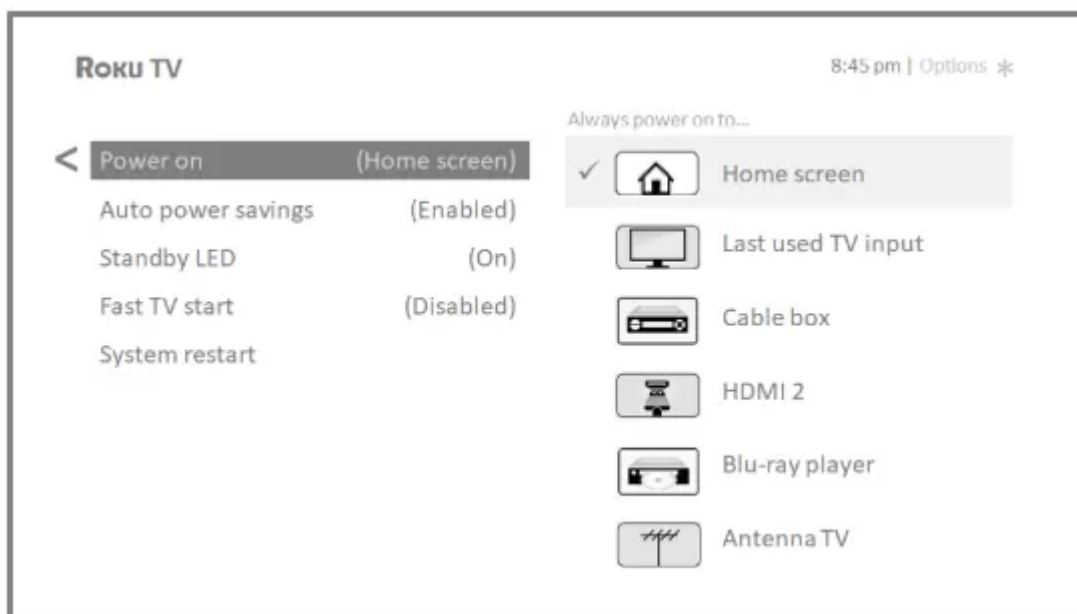 Roku TV
8:45 pm | Options *
Always power on to...
< Power on (Home screen)
Auto power savings (Enabled)
Standby LED (On)
Fast TV start (Disabled)
System restart
✓ Home screen
Last used TV input
Cable box
HDMI 2
Blu-ray player
Antenna TV